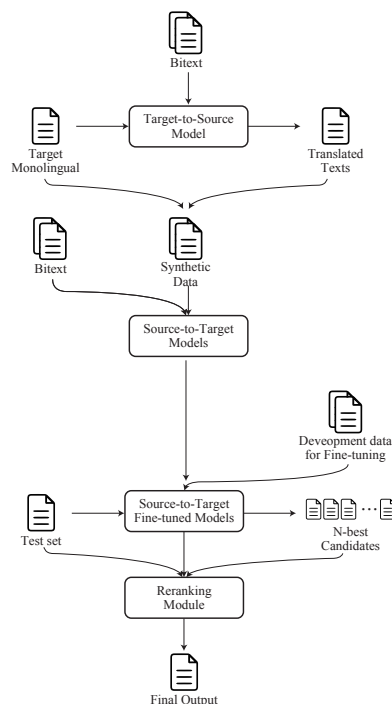 Bitext
Target-to-Source
Model
Target
Monolingual
Translated
Texts
Bitext
Synthetic
Data
Source-to-Target
Models
Deveopment data
for Fine-tuning
Source-to-Target
Fine-tuned Models
Test set
N-best
Candidates
Reranking
Module
Final Output